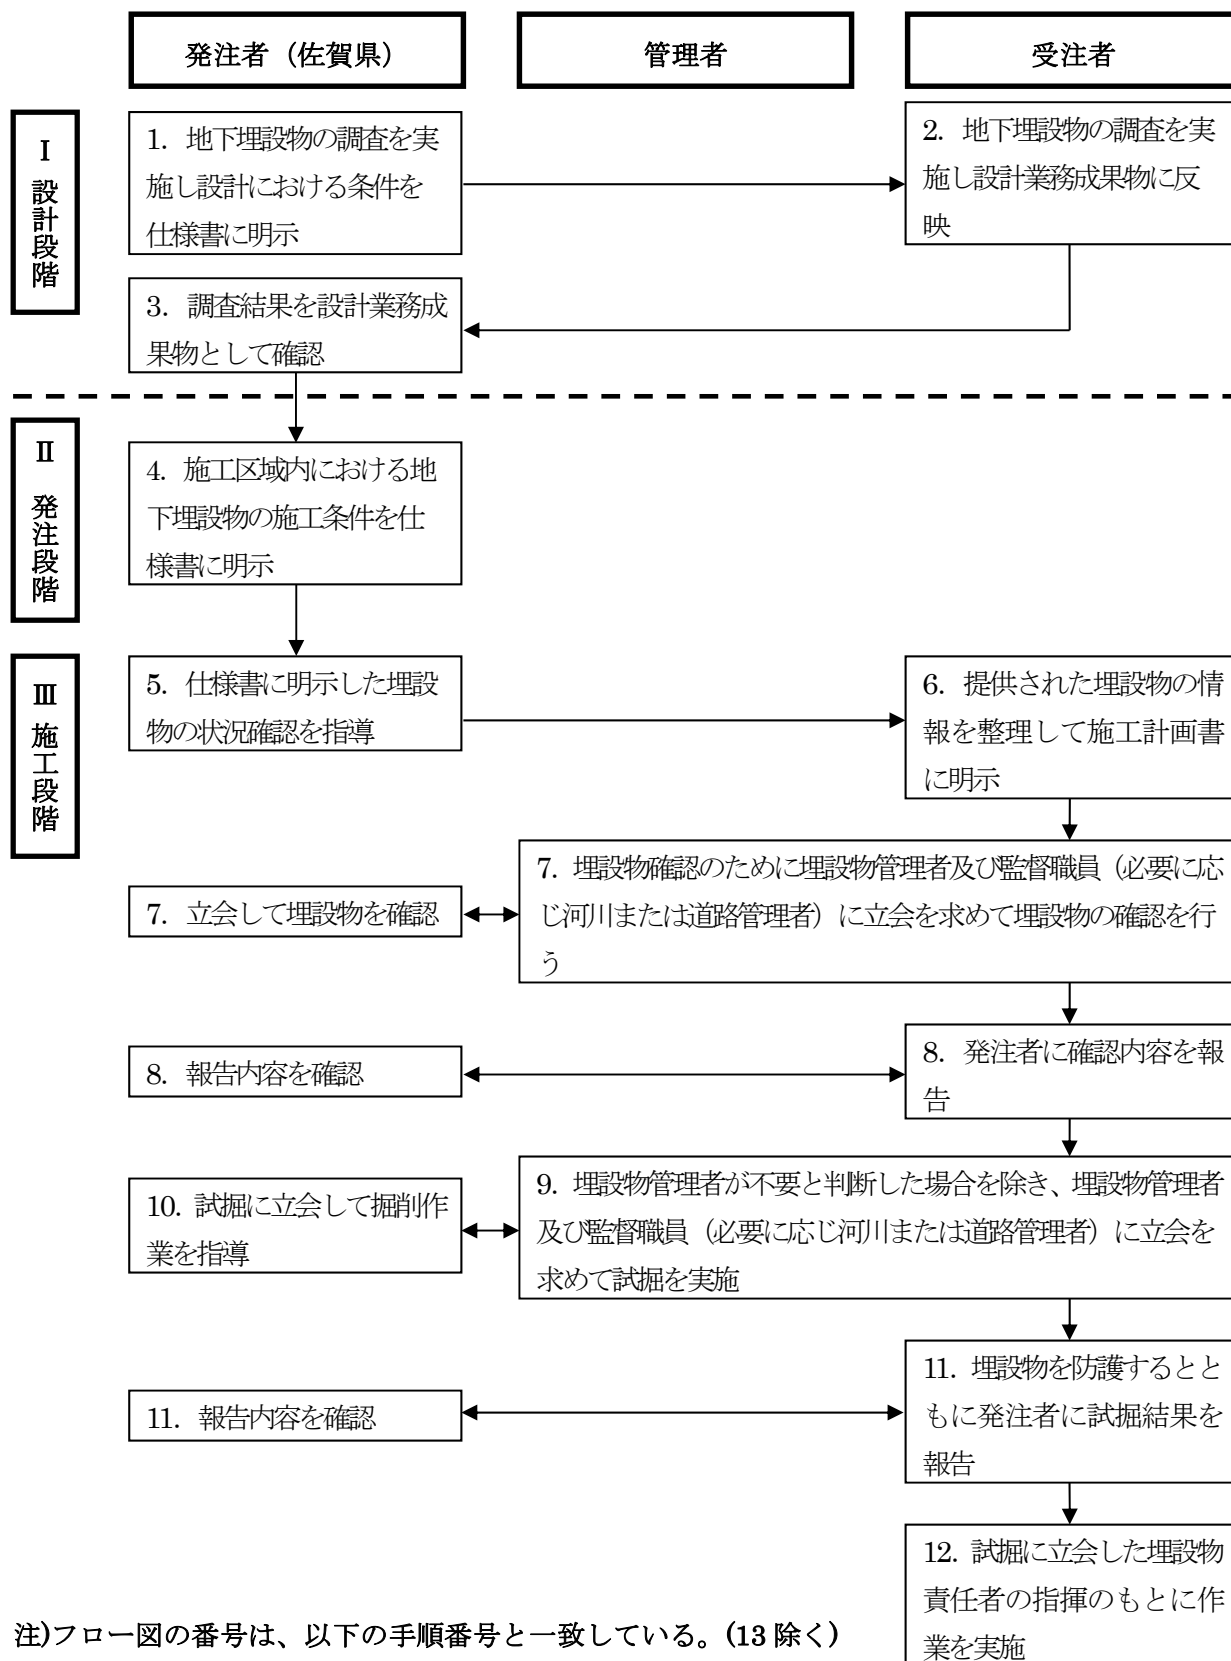 発注者（佐賀県）
管理者
受注者
Ⅰ
設計段階
1. 地下埋設物の調査を実
施し設計における条件を
仕様書に明示
2. 地下埋設物の調査を実
施し設計業務成果物に反
映
3. 調査結果を設計業務成
果物として確認
Ⅱ
発注段階
4. 施工区域内における地
下埋設物の施工条件を仕
様書に明示
Ⅲ
施工段階
5. 仕様書に明示した埋設
物の状況確認を指導
6. 提供された埋設物の情
報を整理して施工計画書
に明示
7. 立会して埋設物を確認
7. 埋設物確認のために埋設物管理者及び監督職員（必要に応
じ河川または道路管理者）に立会を求めて埋設物の確認を行
う
8. 報告内容を確認
8. 発注者に確認内容を報
告
10. 試掘に立会して掘削作
業を指導
9. 埋設物管理者が不要と判断した場合を除き、埋設物管理者
及び監督職員（必要に応じ河川または道路管理者）に立会を
求めて試掘を実施
11. 報告内容を確認
11. 埋設物を防護するとと
もに発注者に試掘結果を
報告
12. 試掘に立会した埋設物
責任者の指揮のもとに作
業を実施
注)フロー図の番号は、以下の手順番号と一致している。(13 除く)